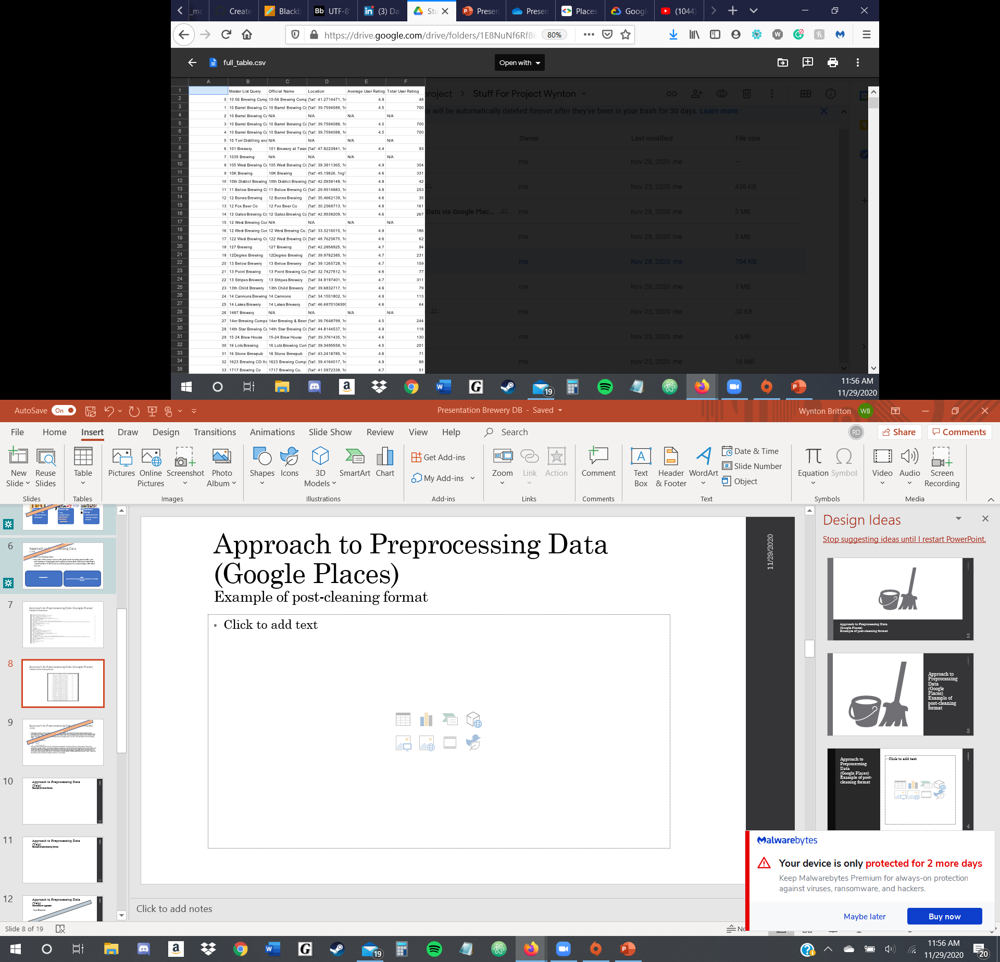 _mc
Create
Blackb
UTF-8'
(3) Da
Stu
Presen
Presen
Places
Googl
(1044)
https://drive.google.com/drive/folders/1E8NuNf6Rf86
80%
full_table.csv
Open with
A B C D E F
1 Master List Query Official Name Location Average User Rating Total User Rating
2 0 10 56 Brewing Comp 10-56 Brewing Comp {'lat': 41.2714471, 'ln 4.9 48
3 1 10 Barrel Brewing Co 10 Barrel Brewing Co {'lat': 39.7594088, 'ln 4.5 700
4 2 10 Barrel Brewing Co N/A N/A N/A N/A
5 3 10 Barrel Brewing Co 10 Barrel Brewing Co {'lat': 39.7594088, 'ln 4.5 700
6 4 10 Barrel Brewing Co 10 Barrel Brewing Co {'lat': 39.7594088, 'ln 4.5 700
7 5 10 Torr Distilling and N/A N/A N/A N/A
8 6 101 Brewery 101 Brewery at Twan {'lat': 47.8223941, 'ln 4.4 93
9 7 1035 Brewing N/A N/A N/A N/A
10 8 105 West Brewing Co 105 West Brewing Co {'lat': 39.3811365, 'ln 4.9 304
11 9 10K Brewing 10K Brewing {'lat': 45.19826, 'lng': 4.6 331
12 10 10th District Brewing 10th District Brewing {'lat': 42.0938148, 'ln 4.8 42
13 11 11 Below Brewing Co 11 Below Brewing Co {'lat': 29.9514883, 'ln 4.8 253
14 12 12 Bones Brewing 12 Bones Brewing {'lat': 35.4662139, 'ln 4.6 35
15 13 12 Fox Beer Co 12 Fox Beer Co {'lat': 30.2568713, 'ln 4.8 161
16 14 12 Gates Brewing Co 12 Gates Brewing Co {'lat': 42.9538209, 'ln 4.6 267
17 15 12 West Brewing Cor N/A N/A N/A N/A
18 16 12 West Brewing Cor 12 West Brewing Co. {'lat': 33.3216015, 'ln 4.8 186
19 17 122 West Brewing Co 122 West Brewing Co {'lat': 48.7625675, 'ln 4.6 62
20 18 127 Brewing 127 Brewing {'lat': 42.2858925, 'ln 4.7 94
21 19 12Degree Brewing 12Degree Brewing {'lat': 39.9782385, 'ln 4.7 231
22 20 13 Below Brewery 13 Below Brewery {'lat': 39.1265728, 'ln 4.7 159
23 21 13 Point Brewing 13 Point Brewing Co {'lat': 32.7427812, 'ln 4.6 77
24 22 13 Stripes Brewery 13 Stripes Brewery {'lat': 34.9197401, 'ln 4.7 311
25 23 13th Child Brewery 13th Child Brewery {'lat': 39.6832717, 'ln 4.6 79
26 24 14 Cannons Brewing 14 Cannons {'lat': 34.1551802, 'ln 4.8 113
27 25 14 Lakes Brewery 14 Lakes Brewery {'lat': 46.6870106999 4.6 64
28 26 1487 Brewery N/A N/A N/A N/A
29 27 14er Brewing Compa 14er Brewing & Beer {'lat': 39.7648799, 'ln 4.5 244
30 28 14th Star Brewing Co 14th Star Brewing Co {'lat': 44.8144537, 'ln 4.8 118
31 29 15 24 Brew House 15-24 Brew House {'lat': 39.3761435, 'ln 4.6 130
32 30 16 Lots Brewing 16 Lots Brewing Com {'lat': 39.3495559, 'ln 4.5 201
33 31 16 Stone Brewpub 16 Stone Brewpub {'lat': 43.2418785, 'ln 4.6 71
34 32 1623 Brewing CO llc 1623 Brewing Comp {'lat': 39.4164017, 'ln 4.8 88
35 33 1717 Brewing Co 1717 Brewing Co. {'lat': 41.5872338, 'ln 4.7 51
project > Stuff For Project Wynton
s will be automatically deleted forever after they've been in your trash for 30 days. Learn more
Owner Last modified File size
me Nov 28, 2020 me –
me Nov 25, 2020 me 435 KB
Data via Google Plac... me Nov 28, 2020 me 3 MB
me Nov 28, 2020 me 3 MB
me Nov 28, 2020 me 704 KB
me Nov 28, 2020 me 7 MB
me Nov 25, 2020 me 30 KB
me Nov 25, 2020 me 6 MB
me Nov 25, 2020 me 16 MB
19
11:56 AM
11/29/2020
AutoSave On
Presentation Brewery DB - Saved
Wynton Britton WB
File Home Insert Draw Design Transitions Animations Slide Show Review View Help Search
RD Share Comments
New Slide
Reuse Slides
Table
Pictures
Online Pictures
Screenshot
Photo Album
Shapes
Icons
3D Models
SmartArt
Chart
Get Add-ins
My Add-ins
Zoom
Link
Action
Comment
Text Box
Header & Footer
WordArt
Date & Time
Slide Number
Object
Equation
Symbol
Video
Audio
Screen Recording
Slides Tables Images Illustrations Add-ins Links Comments Text Symbols Media
6
Approach to Preprocessing Data
7
Approach to Preprocessing Data (Google Places)
8
Approach to Preprocessing Data (Google Places)
Example of post-cleaning format
9
10
Approach to Preprocessing Data
(Yelp)
Example of initial format
11
Approach to Preprocessing Data
(Yelp)
Example of post-cleaning format
12
Approach to Preprocessing Data
(Yelp)
Approach to Preprocessing Data
(Google Places)
Example of post-cleaning format
• Click to add text
11/29/2020
Click to add notes
Design Ideas
Stop suggesting ideas until I restart PowerPoint.
Approach to Preprocessing Data
(Google Places)
Example of post-cleaning format
2
Approach to
Preprocessing
Data
(Google
Places)
Example of
post-cleaning
format
3
Approach to
Preprocessing
Data
(Google Places)
Example of post-
cleaning format
• Click to add text
4
Malwarebytes
Your device is only protected for 2 more days
Keep Malwarebytes Premium for always-on protection
against viruses, ransomware, and hackers.
Maybe later
Buy now
Slide 8 of 19
19
11:56 AM
11/29/2020
20